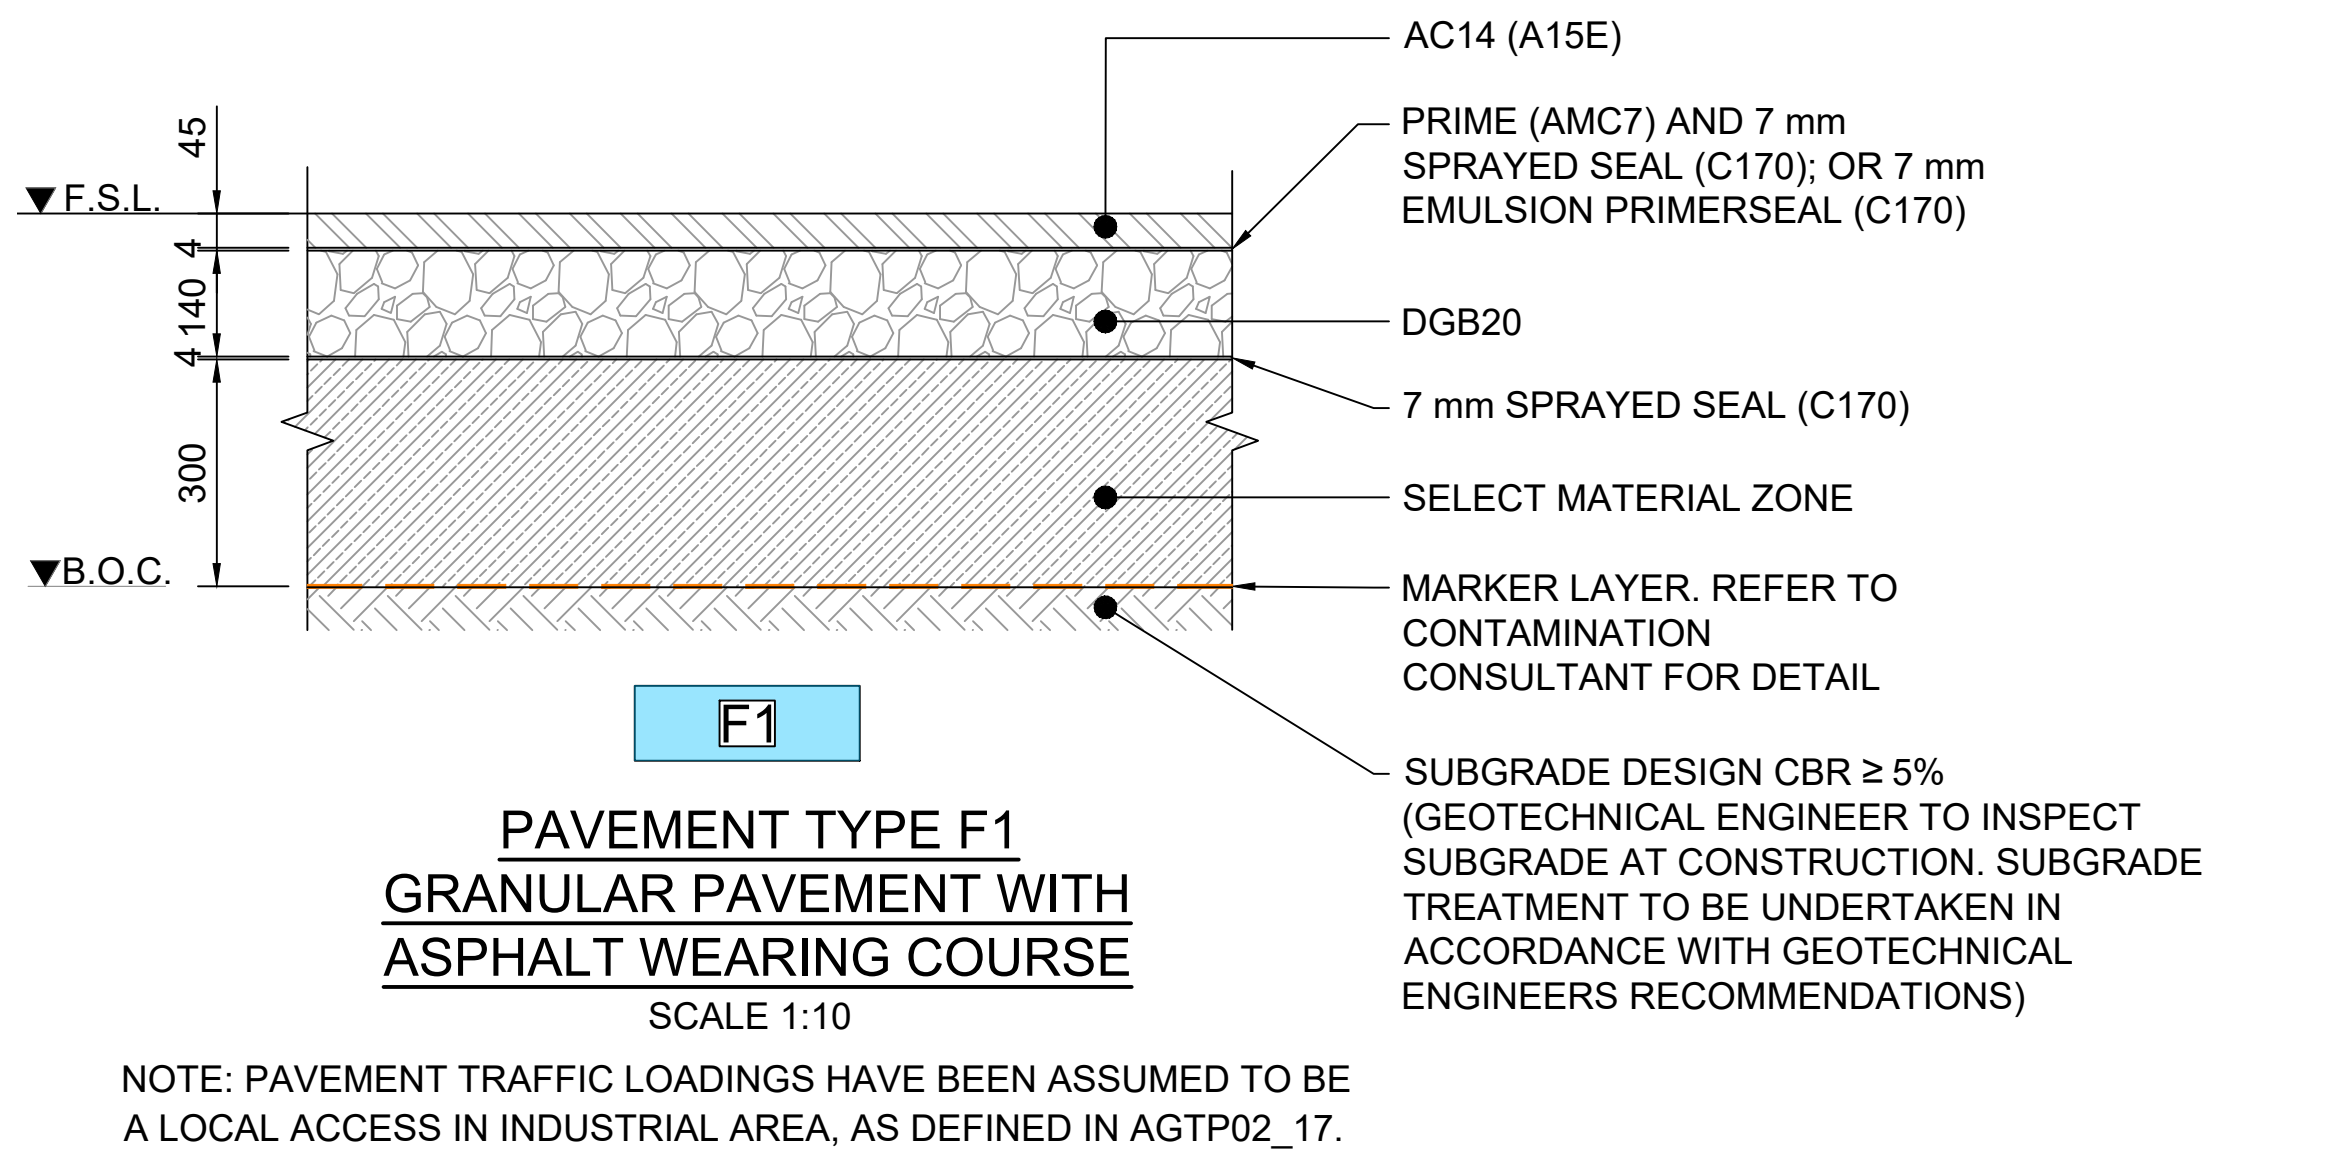 AC14 (A15E)
PRIME (AMC7) AND 7 mm
SPRAYED SEAL (C170); OR 7 mm
EMULSION PRIMERSEAL (C170)
45
F.S.L.
4
140
DGB20
4
7 mm SPRAYED SEAL (C170)
300
SELECT MATERIAL ZONE
B.O.C.
MARKER LAYER. REFER TO
CONTAMINATION
CONSULTANT FOR DETAIL
F1
SUBGRADE DESIGN CBR ≥ 5%
(GEOTECHNICAL ENGINEER TO INSPECT
SUBGRADE AT CONSTRUCTION. SUBGRADE
TREATMENT TO BE UNDERTAKEN IN
ACCORDANCE WITH GEOTECHNICAL
ENGINEERS RECOMMENDATIONS)
PAVEMENT TYPE F1
GRANULAR PAVEMENT WITH
ASPHALT WEARING COURSE
SCALE 1:10
NOTE: PAVEMENT TRAFFIC LOADINGS HAVE BEEN ASSUMED TO BE
A LOCAL ACCESS IN INDUSTRIAL AREA, AS DEFINED IN AGTP02_17.